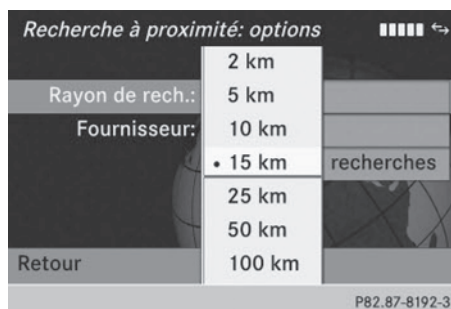 Recherche à proximité: options
2 km
Rayon de rech.: 5 km
Fournisseur: 10 km
• 15 km recherches
25 km
50 km
Retour 100 km
P82.87-8192-3